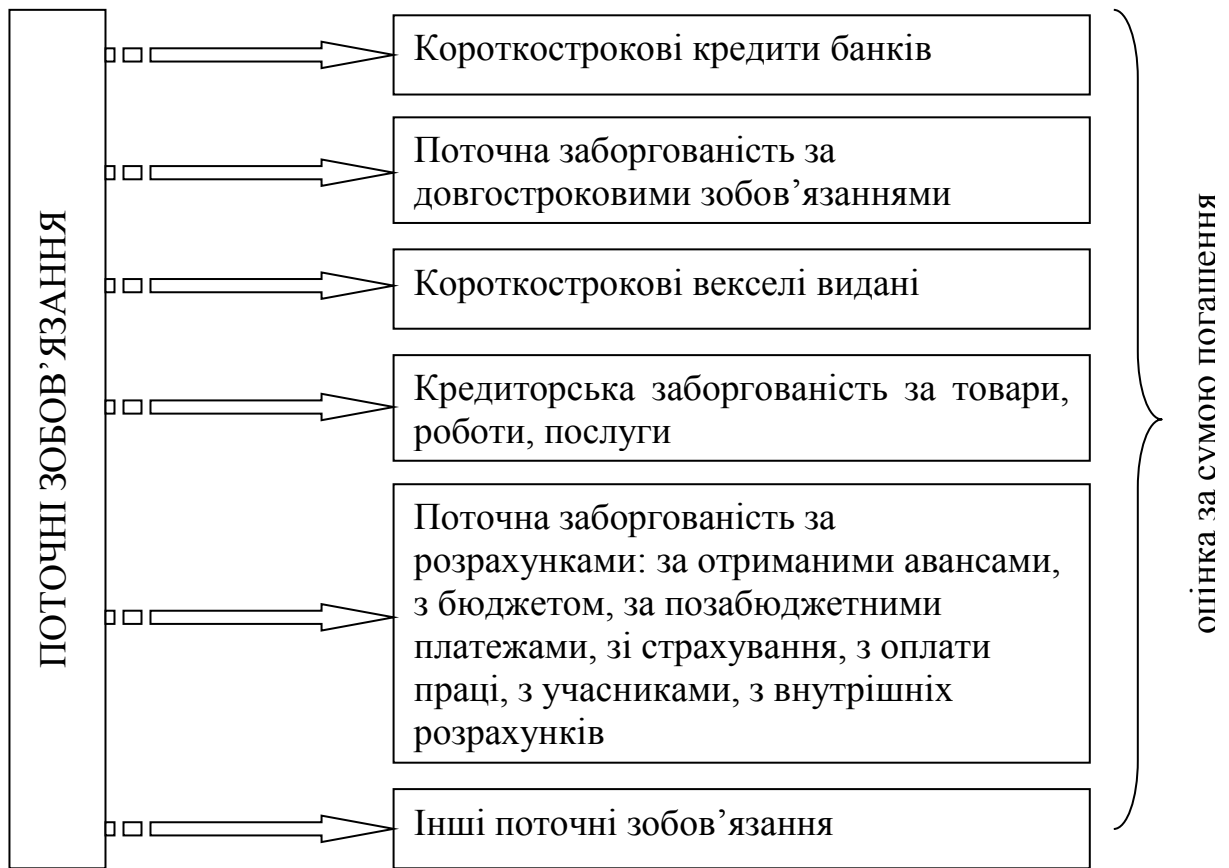 ПОТОЧНІ ЗОБОВ’ЯЗАННЯ
Короткострокові кредити банків
Поточна заборгованість за
довгостроковими зобов’язаннями
Короткострокові векселі видані
Кредиторська заборгованість за товари,
роботи, послуги
Поточна заборгованість за
розрахунками: за отриманими авансами,
з бюджетом, за позабюджетними
платежами, зі страхування, з оплати
праці, з учасниками, з внутрішніх
розрахунків
Інші поточні зобов’язання
оцінка за сумою погашення